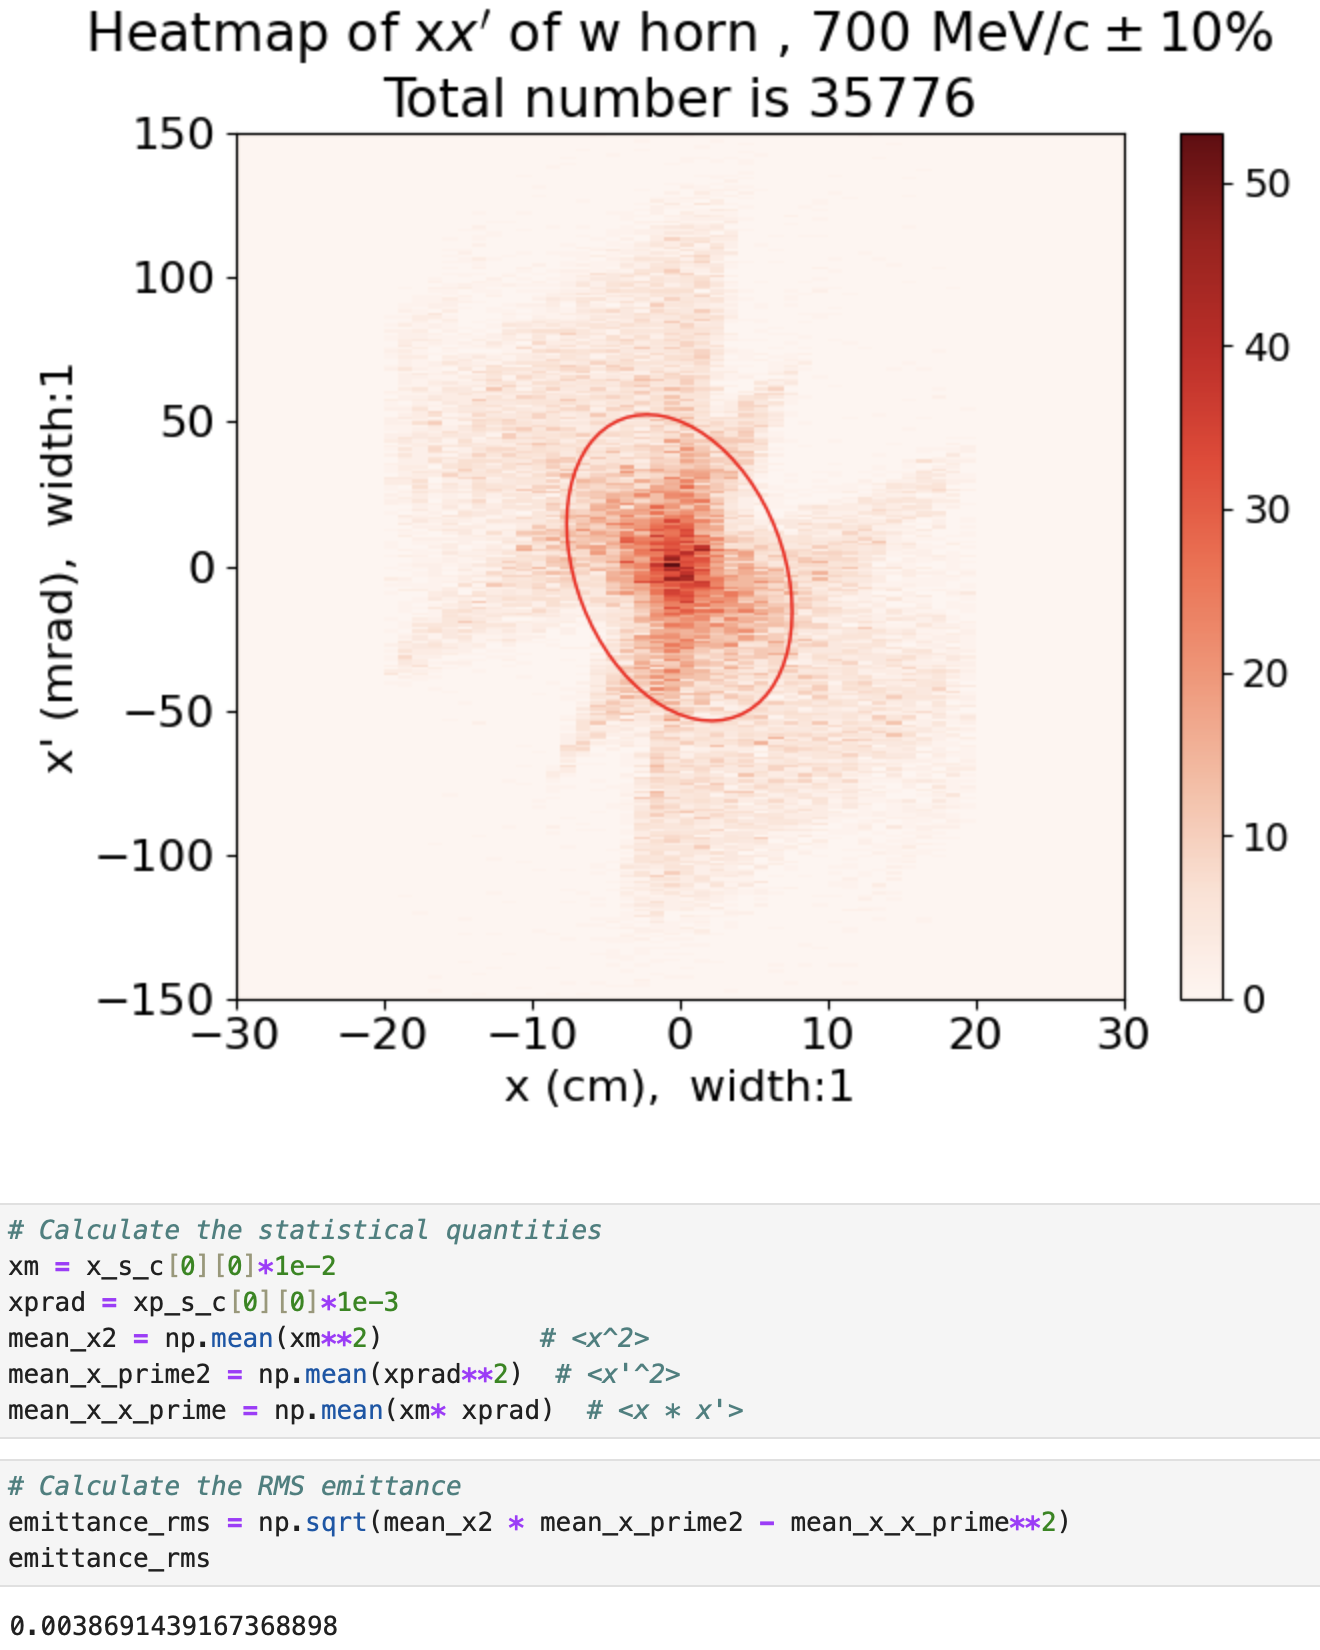 Heatmap of xx′ of w horn , 700 MeV/c ± 10%
Total number is 35776
150
100
50
0
−50
−100
−150
x' (mrad),  width:1
−30
−20
−10
0
10
20
30
x (cm),  width:1
50
40
30
20
10
0
# Calculate the statistical quantities
xm = x_s_c[0][0]*1e-2
xprad = xp_s_c[0][0]*1e-3
mean_x2 = np.mean(xm**2)          # <x^2>
mean_x_prime2 = np.mean(xprad**2)  # <x'^2>
mean_x_x_prime = np.mean(xm* xprad)  # <x * x'>
# Calculate the RMS emittance
emittance_rms = np.sqrt(mean_x2 * mean_x_prime2 - mean_x_x_prime**2)
emittance_rms
0.0038691439167368898